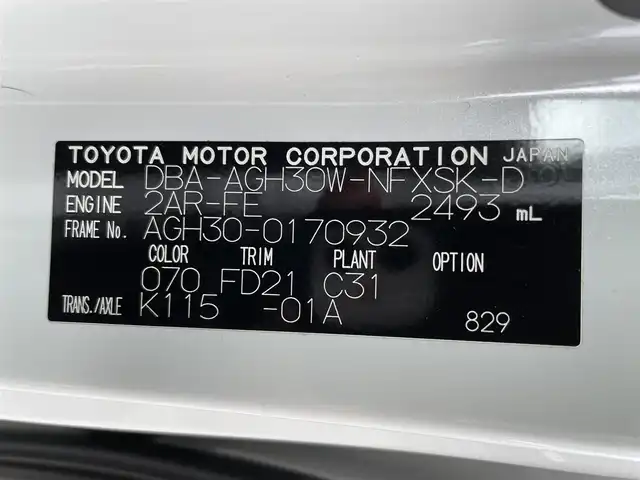 TOYOTA MOTOR CORPORATION JAPAN
MODEL DBA-AGH30W-NFXSK-D
ENGINE 2AR-FE 2493 mL
FRAME No. AGH30-0170932
COLOR TRIM PLANT OPTION
070 FD21 C31
TRANS./AXLE K115 -01A
829